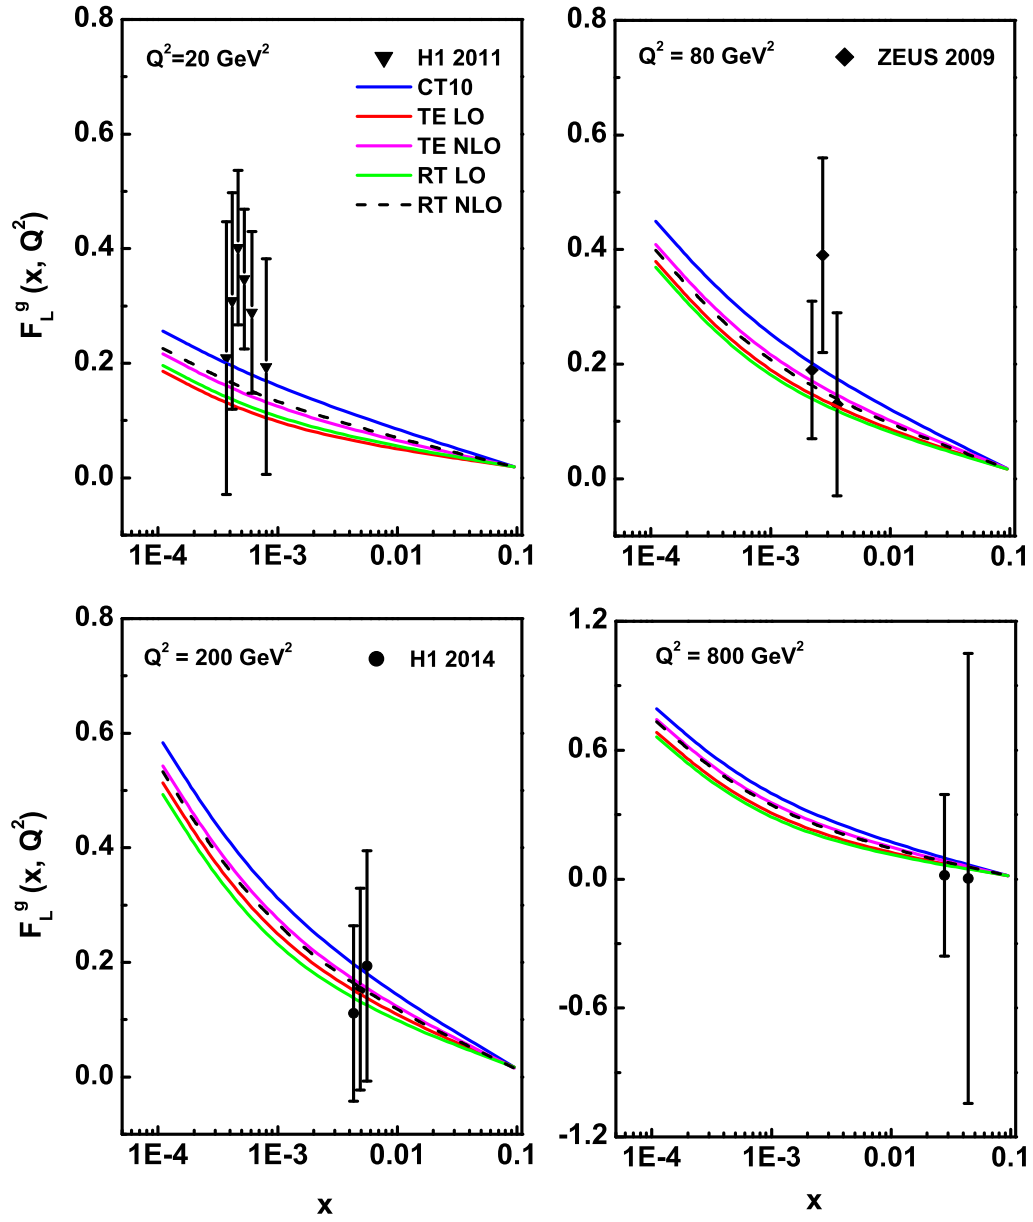 Q²=20 GeV²
H1 2011
CT10
TE LO
TE NLO
RT LO
RT NLO
0.8
0.6
0.4
0.2
0.0
F_L^g (x, Q²)
1E-4 1E-3 0.01 0.1
Q² = 80 GeV²
ZEUS 2009
0.8
0.6
0.4
0.2
0.0
1E-4 1E-3 0.01 0.1
Q² = 200 GeV²
H1 2014
0.8
0.6
0.4
0.2
0.0
F_L^g (x, Q²)
1E-4 1E-3 0.01 0.1
x
Q² = 800 GeV²
1.2
0.6
0.0
-0.6
-1.2
1E-4 1E-3 0.01 0.1
x